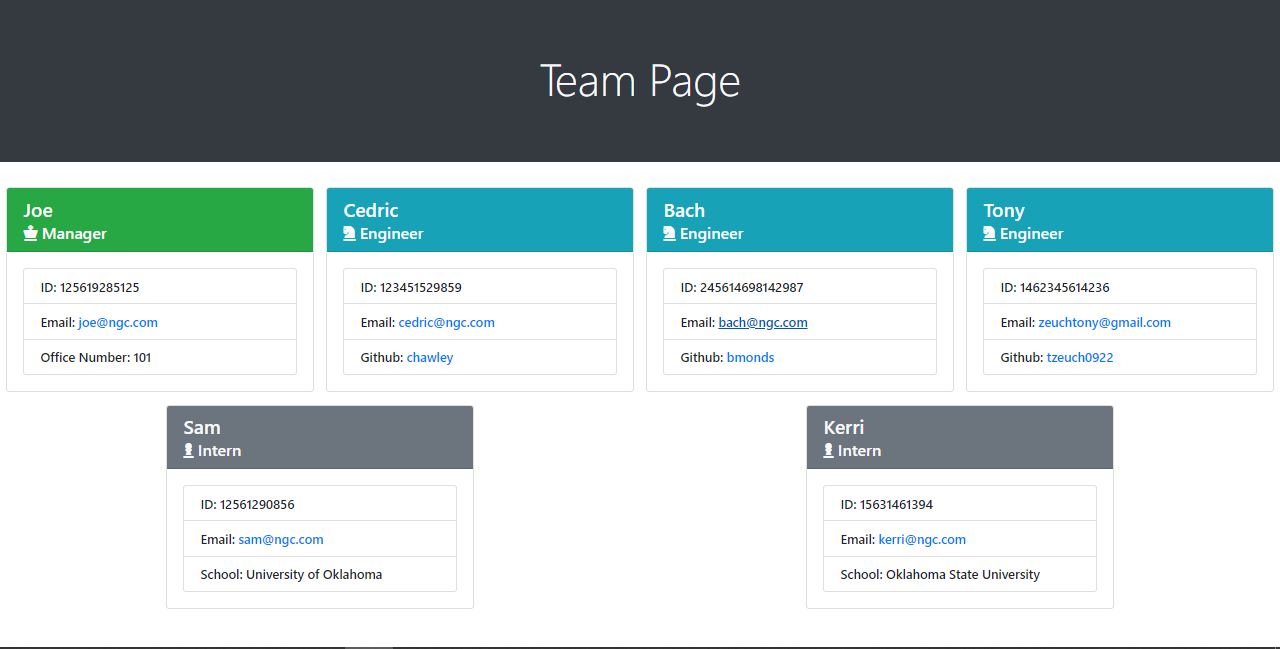 Team Page
Joe
Manager
ID: 125619285125
Email: joe@ngc.com
Office Number: 101
Cedric
Engineer
ID: 123451529859
Email: cedric@ngc.com
Github: chawley
Bach
Engineer
ID: 245614698142987
Email: bach@ngc.com
Github: bmonds
Tony
Engineer
ID: 1462345614236
Email: zeuchtony@gmail.com
Github: tzeuch0922
Sam
Intern
ID: 12561290856
Email: sam@ngc.com
School: University of Oklahoma
Kerri
Intern
ID: 15631461394
Email: kerri@ngc.com
School: Oklahoma State University